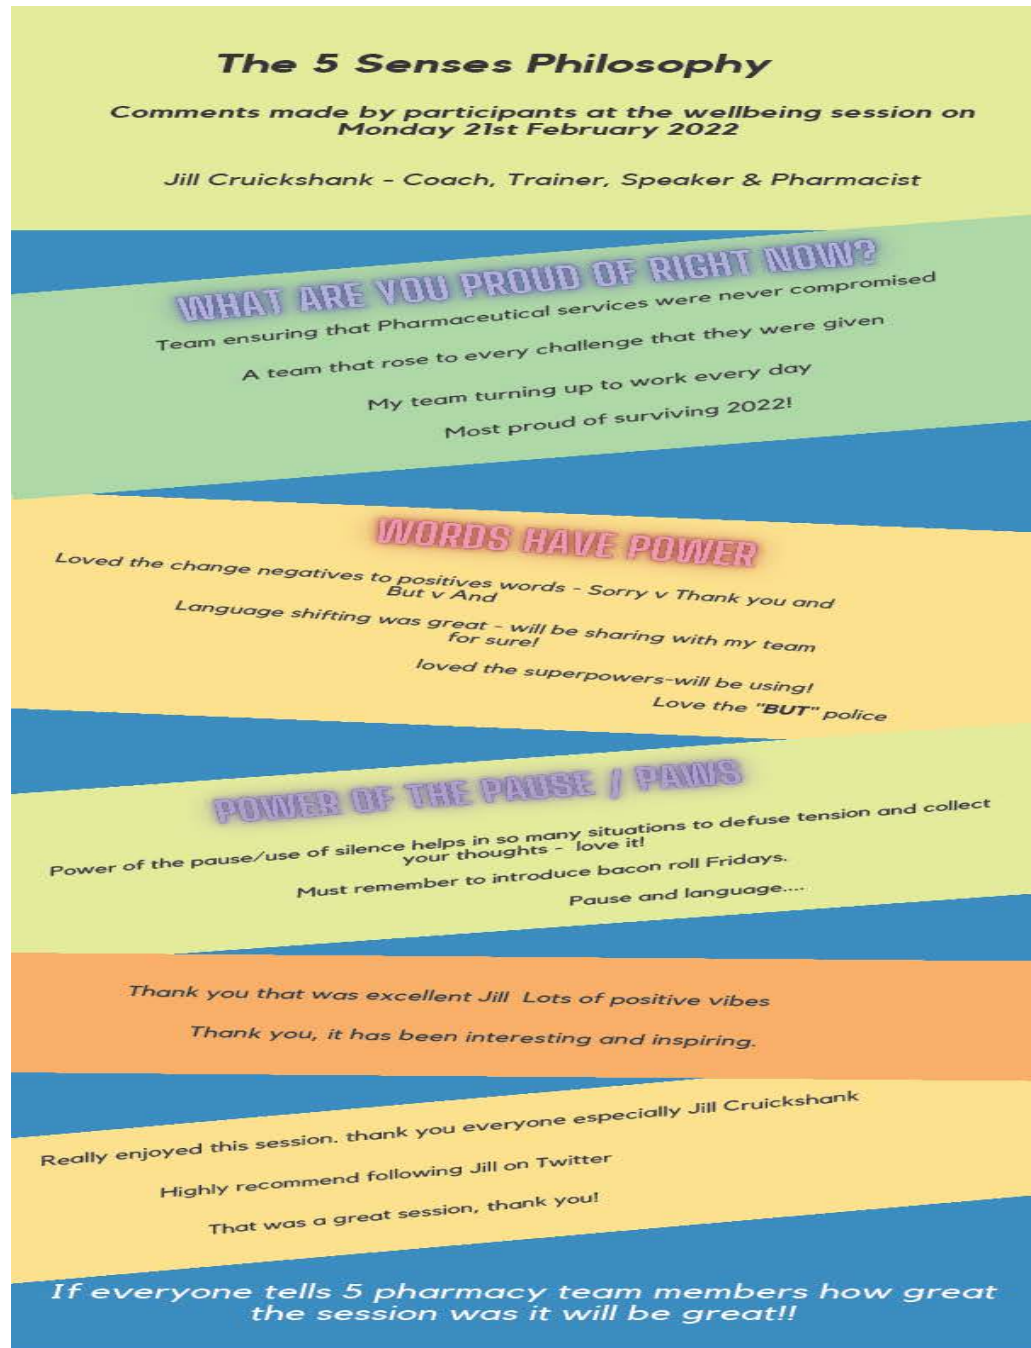 The 5 Senses Philosophy
Comments made by participants at the wellbeing session on
Monday 21st February 2022
Jill Cruickshank - Coach, Trainer, Speaker & Pharmacist
WHAT ARE YOU PROUD OF RIGHT NOW?
Team ensuring that Pharmaceutical services were never compromised
A team that rose to every challenge that they were given
My team turning up to work every day
Most proud of surviving 2022!
WORDS HAVE POWER
Loved the change negatives to positives words - Sorry v Thank you and
But v And
Language shifting was great - will be sharing with my team
for sure!
loved the superpowers-will be using!
Love the "BUT" police
POWER OF THE PAUSE / PAWS
Power of the pause/use of silence helps in so many situations to defuse tension and collect
your thoughts - love it!
Must remember to introduce bacon roll Fridays.
Pause and language....
Thank you that was excellent Jill Lots of positive vibes
Thank you, it has been interesting and inspiring.
Really enjoyed this session. thank you everyone especially Jill Cruickshank
Highly recommend following Jill on Twitter
That was a great session, thank you!
If everyone tells 5 pharmacy team members how great
the session was it will be great!!